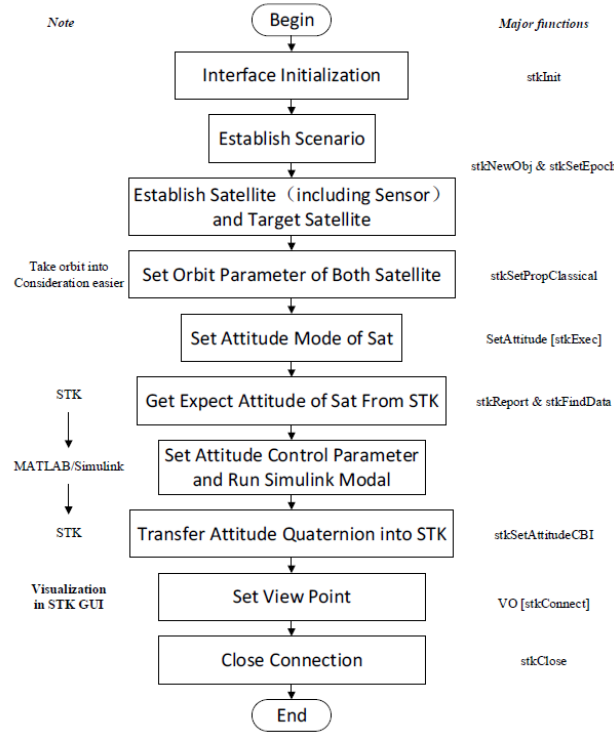 Note
Begin
Major functions
Interface Initialization
stkInit
Establish Scenario
stkNewObj & stkSetEpoch
Establish Satellite（including Sensor）
and Target Satellite
Take orbit into
Consideration easier
Set Orbit Parameter of Both Satellite
stkSetPropClassical
Set Attitude Mode of Sat
SetAttitude [stkExec]
STK
Get Expect Attitude of Sat From STK
stkReport & stkFindData
MATLAB/Simulink
Set Attitude Control Parameter
and Run Simulink Modal
STK
Transfer Attitude Quaternion into STK
stkSetAttitudeCBI
Visualization
in STK GUI
Set View Point
VO [stkConnect]
Close Connection
stkClose
End